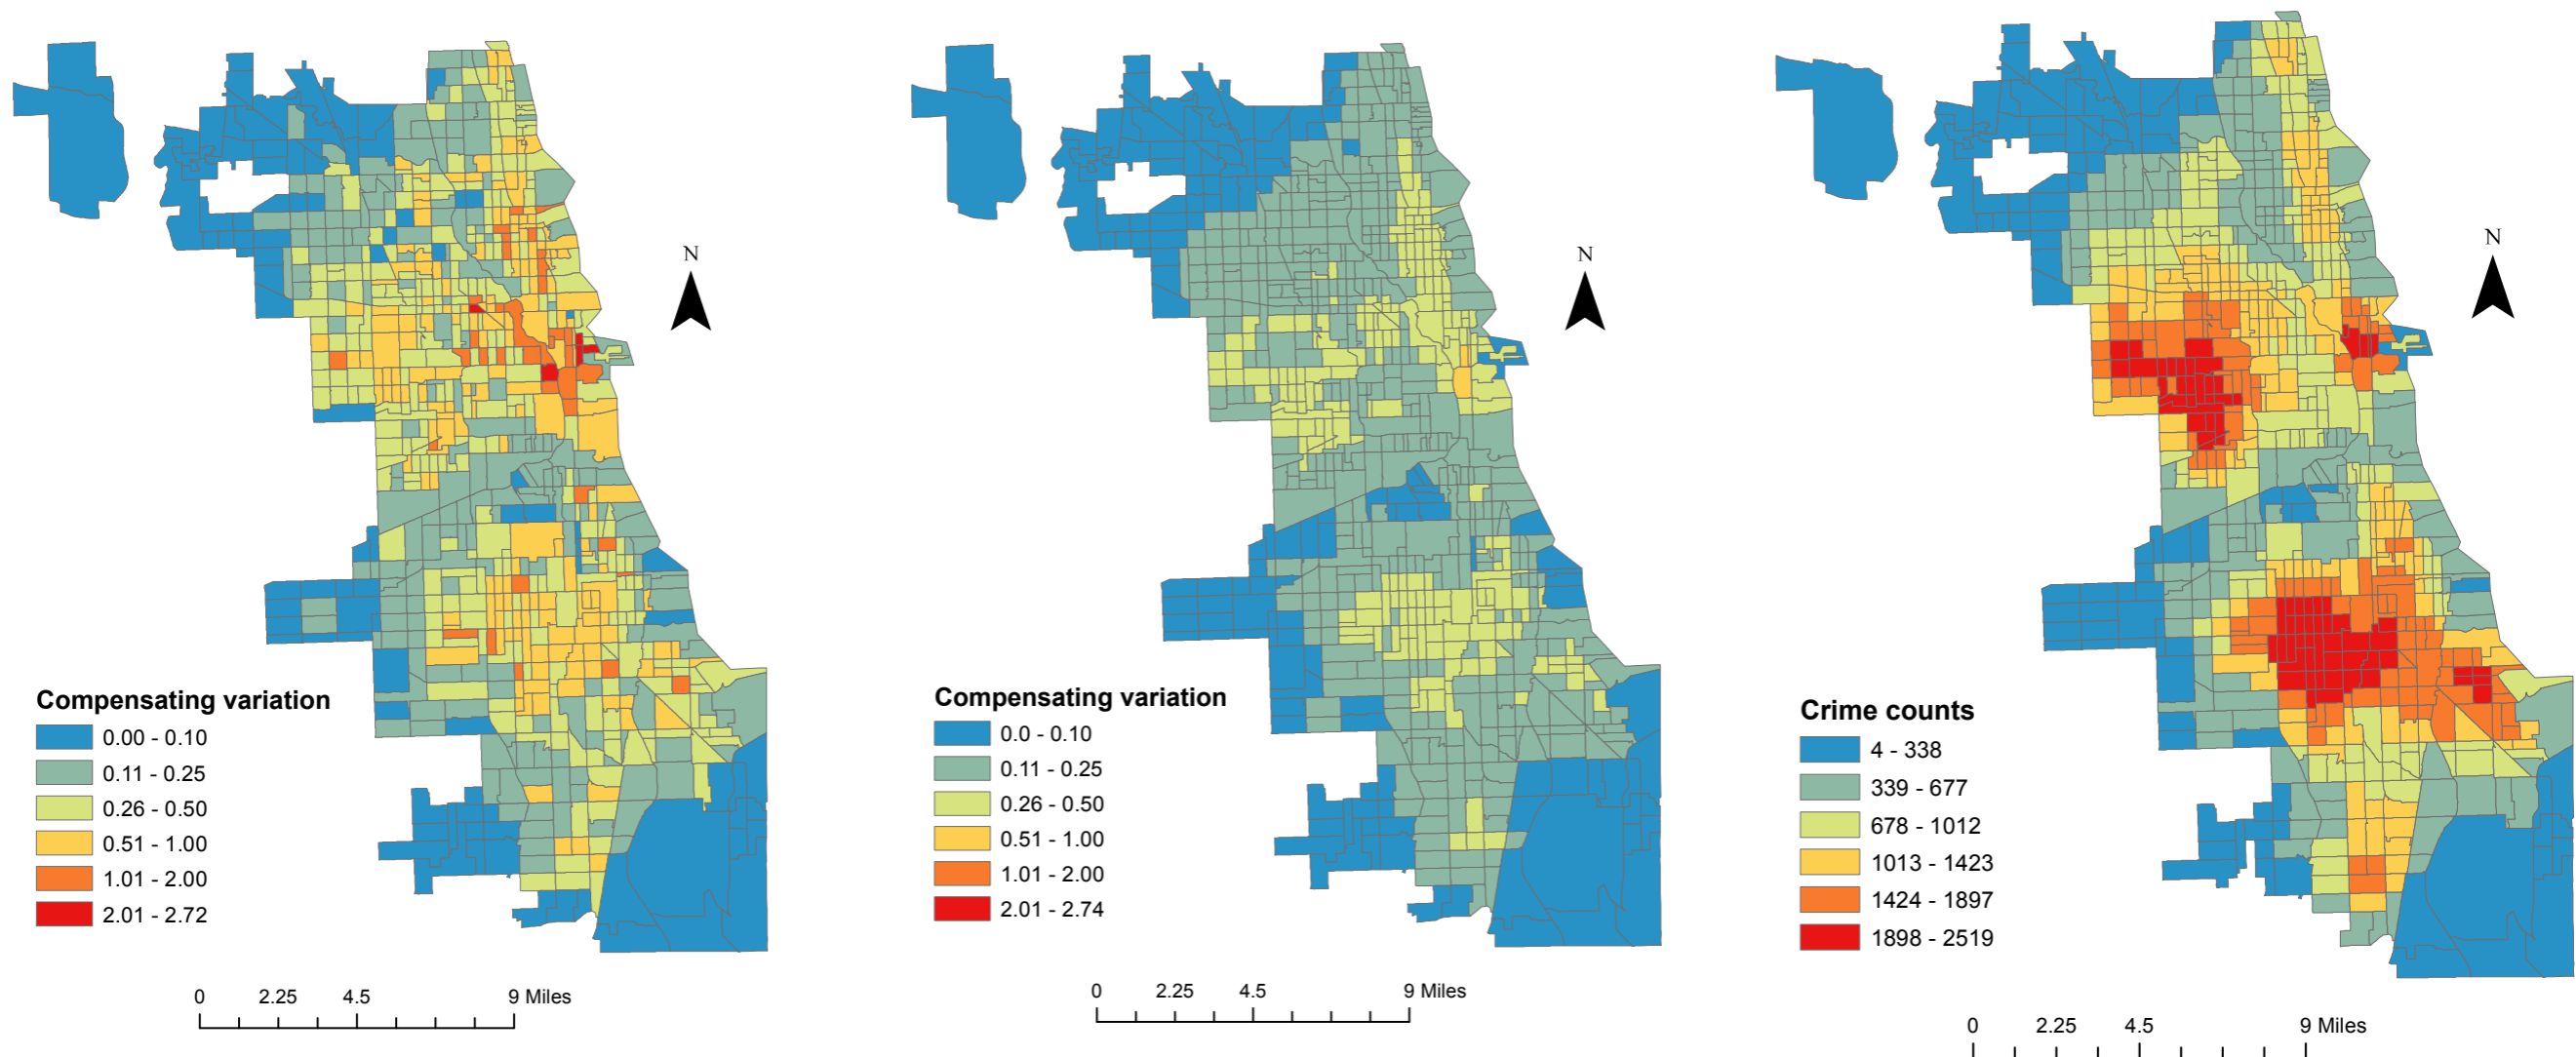 N
Compensating variation
0.00 - 0.10
0.11 - 0.25
0.26 - 0.50
0.51 - 1.00
1.01 - 2.00
2.01 - 2.72
0 2.25 4.5 9 Miles
N
Compensating variation
0.0 - 0.10
0.11 - 0.25
0.26 - 0.50
0.51 - 1.00
1.01 - 2.00
2.01 - 2.74
0 2.25 4.5 9 Miles
N
Crime counts
4 - 338
339 - 677
678 - 1012
1013 - 1423
1424 - 1897
1898 - 2519
0 2.25 4.5 9 Miles